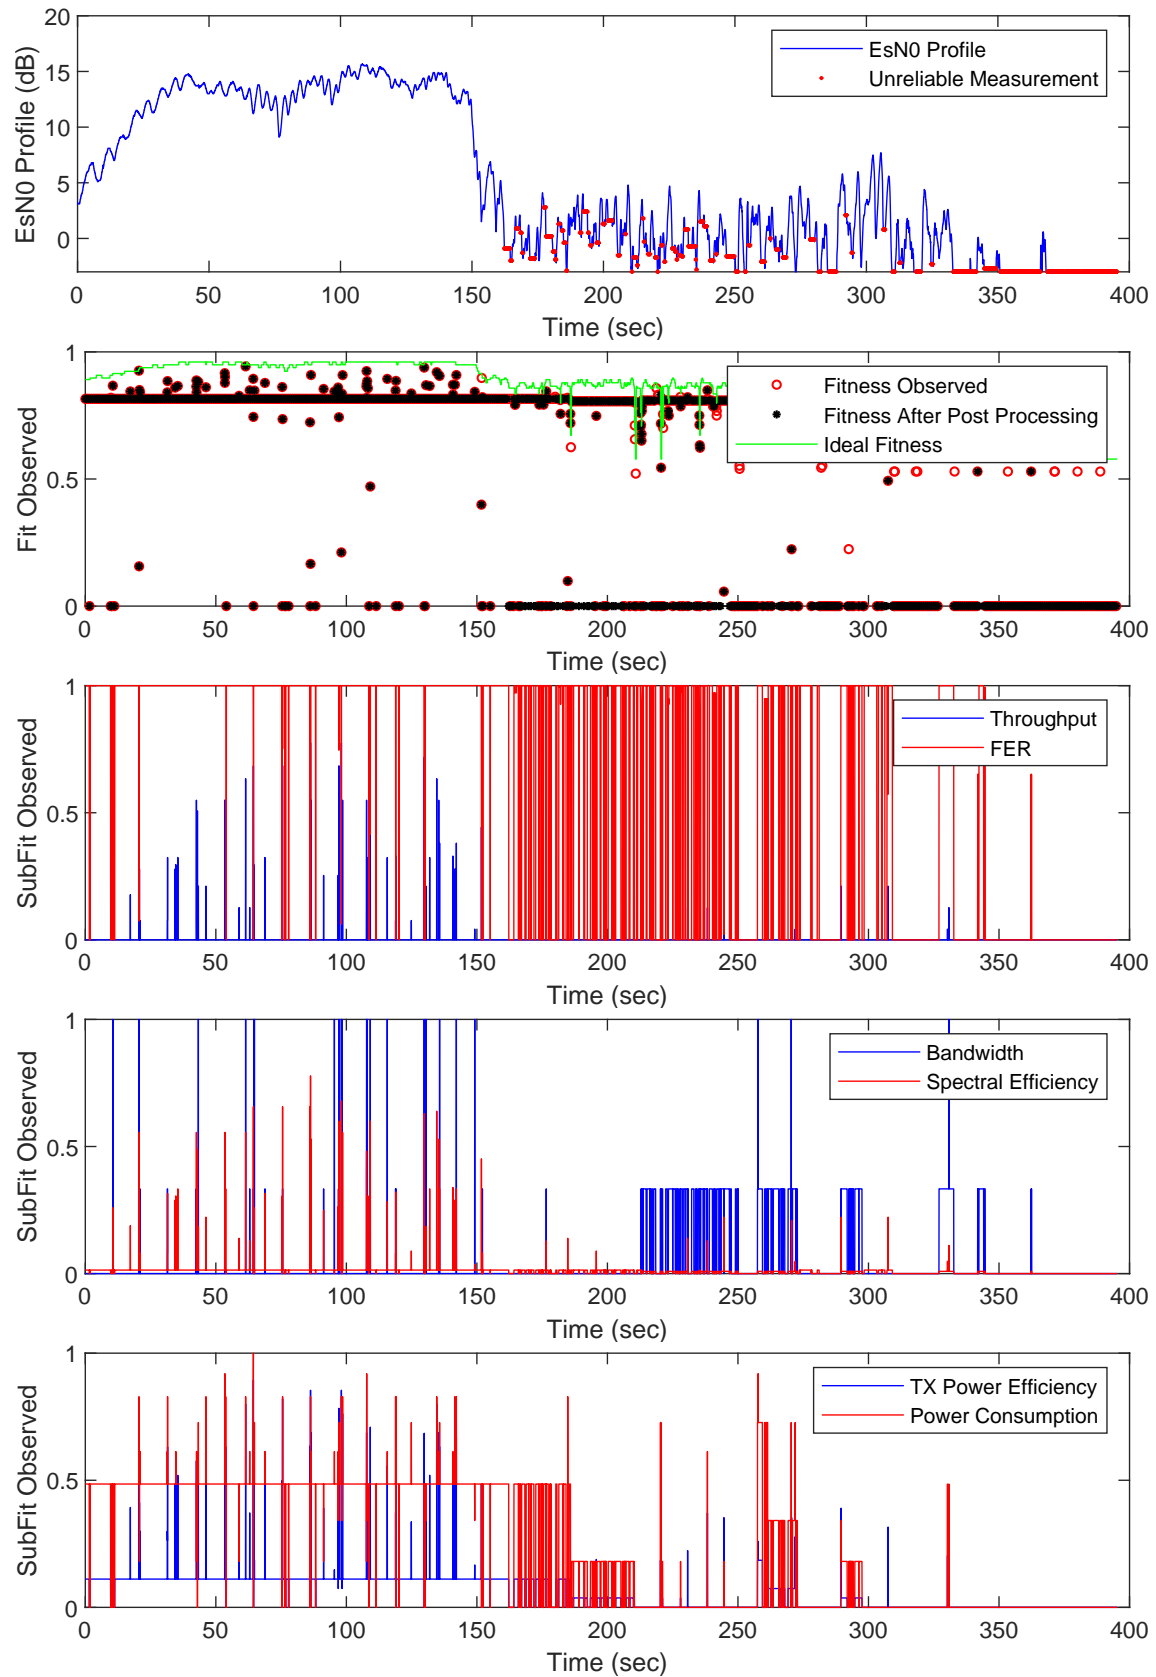 20
15
10
5
0
EsN0 Profile (dB)
EsN0 Profile
Unreliable Measurement
0 50 100 150 200 250 300 350 400
Time (sec)
1
0.5
0
Fit Observed
Fitness Observed
Fitness After Post Processing
Ideal Fitness
0 50 100 150 200 250 300 350 400
Time (sec)
1
0.5
0
SubFit Observed
Throughput
FER
0 50 100 150 200 250 300 350 400
Time (sec)
1
0.5
0
SubFit Observed
Bandwidth
Spectral Efficiency
0 50 100 150 200 250 300 350 400
Time (sec)
1
0.5
0
SubFit Observed
TX Power Efficiency
Power Consumption
0 50 100 150 200 250 300 350 400
Time (sec)